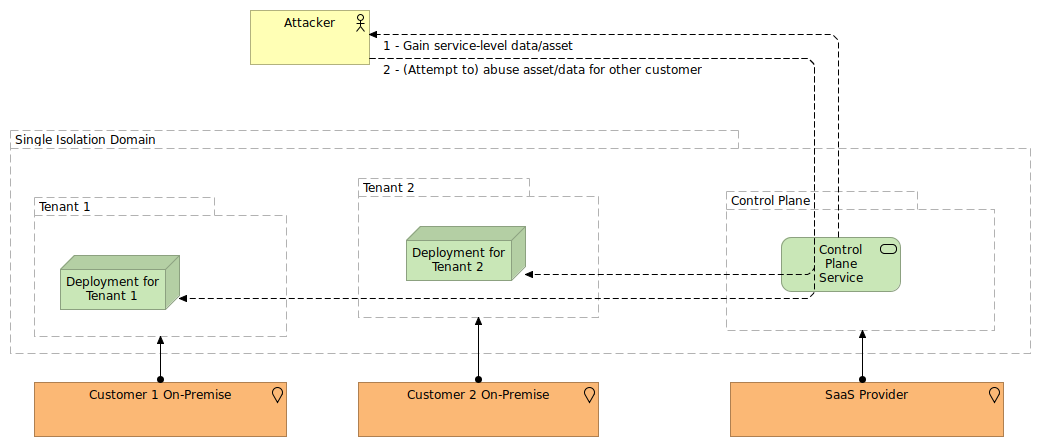 Attacker
1 - Gain service-level data/asset
2 - (Attempt to) abuse asset/data for other customer
Single Isolation Domain
Tenant 1
Deployment for
Tenant 1
Tenant 2
Deployment for
Tenant 2
Control Plane
Control
Plane
Service
Customer 1 On-Premise
Customer 2 On-Premise
SaaS Provider